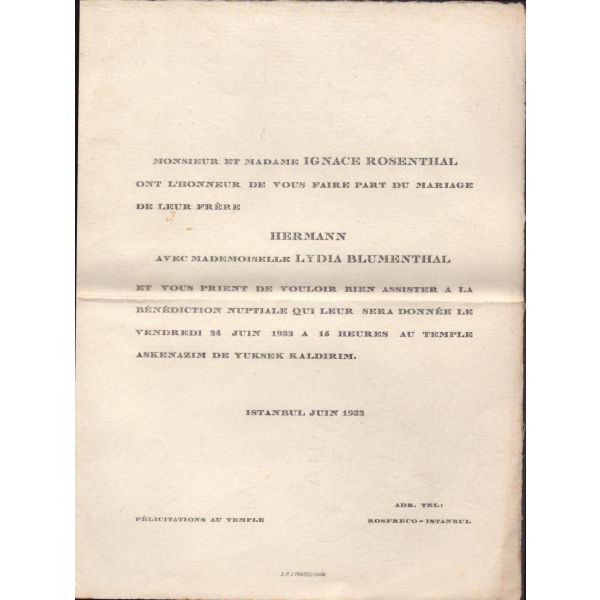 MONSIEUR ET MADAME IGNACE ROSENTHAL
ONT L'HONNEUR DE VOUS FAIRE PART DU MARIAGE
DE LEUR FRÈRE
HERMANN
AVEC MADEMOISELLE LYDIA BLUMENTHAL
ET VOUS PRIENT DE VOULOIR BIEN ASSISTER A LA
BÉNÉDICTION NUPTIALE QUI LEUR SERA DONNÉE LE
VENDREDI 24 JUIN 1932 A 15 HEURES AU TEMPLE
ASKENAZIM DE YUKSEK KALDIRIM.
ISTANBUL JUIN 1932
ADR. TEL:
FÉLICITATIONS AU TEMPLE
ROSFRECO-ISTANBUL